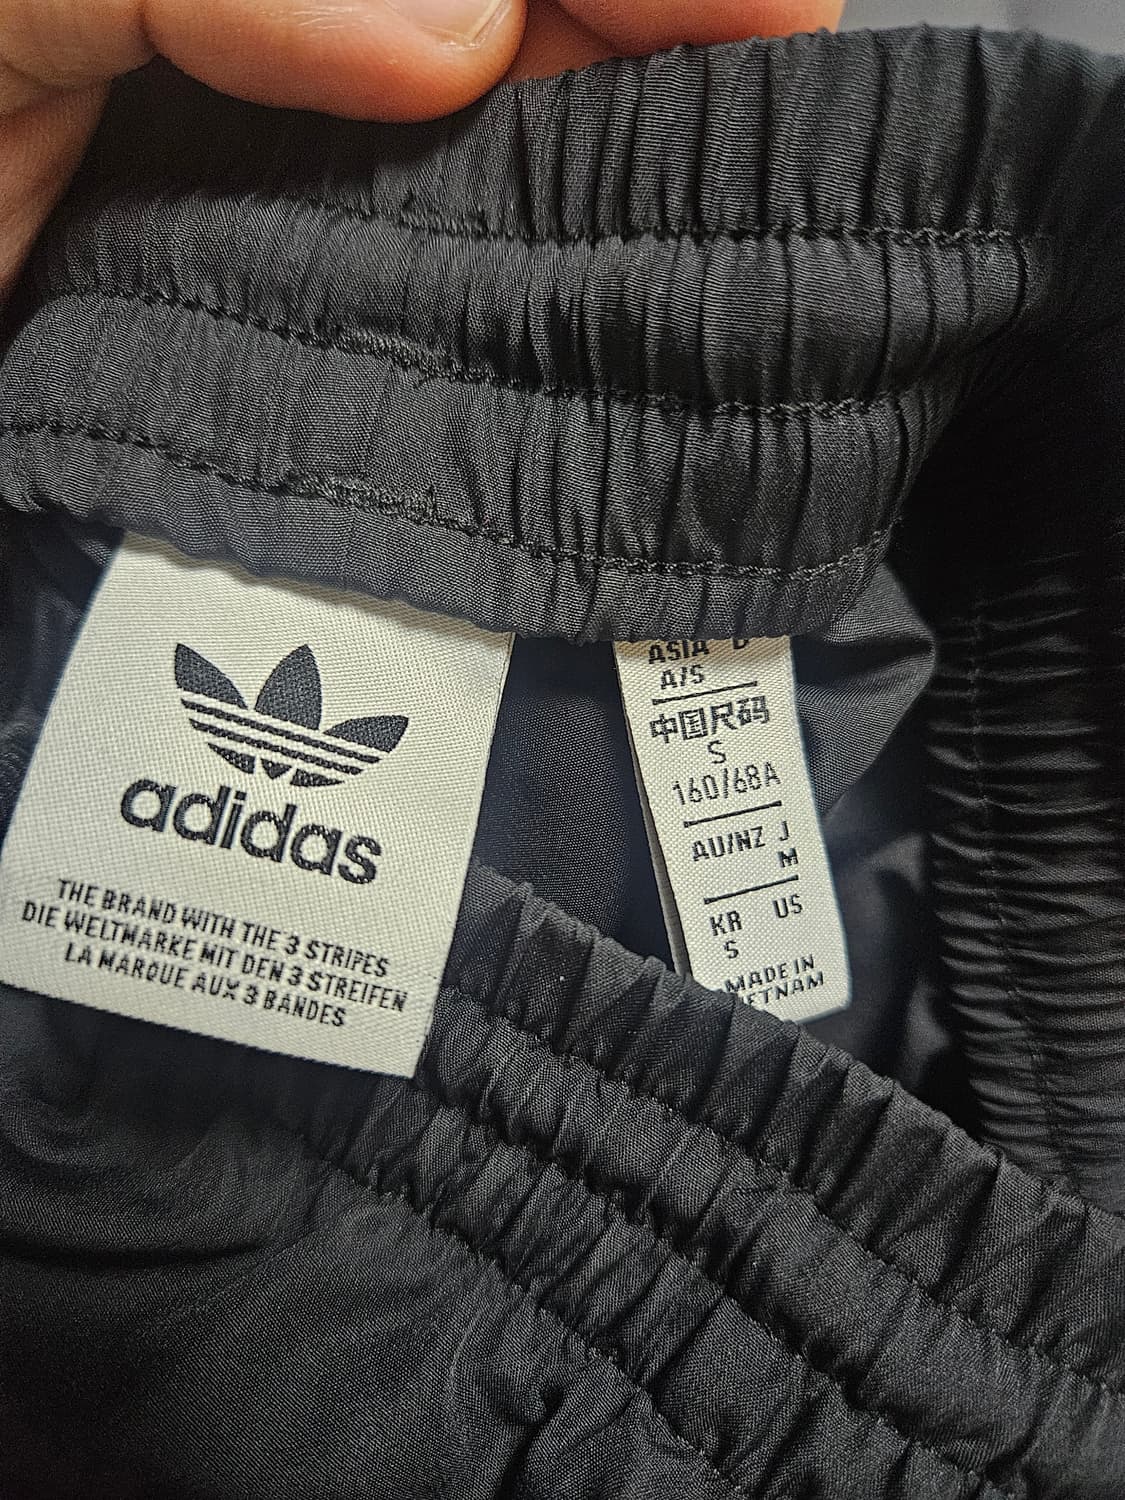 adidas
THE BRAND WITH THE 3 STRIPES
DIE WELTMARKE MIT DEN 3 STREIFEN
LA MARQUE AUX 3 BANDES
ASIA D
A/S
中国尺码
S
160/68A
AU/NZ J
M
KR US
S
MADE IN